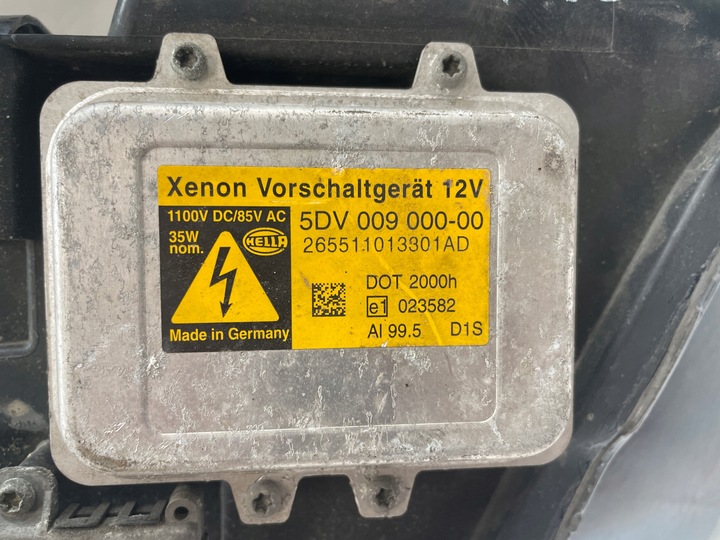 Xenon Vorschaltgerät 12V
1100V DC/85V AC
35W
nom.
HELLA
Made in Germany
5DV 009 000-00
265511013301AD
DOT 2000h
e1 023582
Al 99.5 D1S